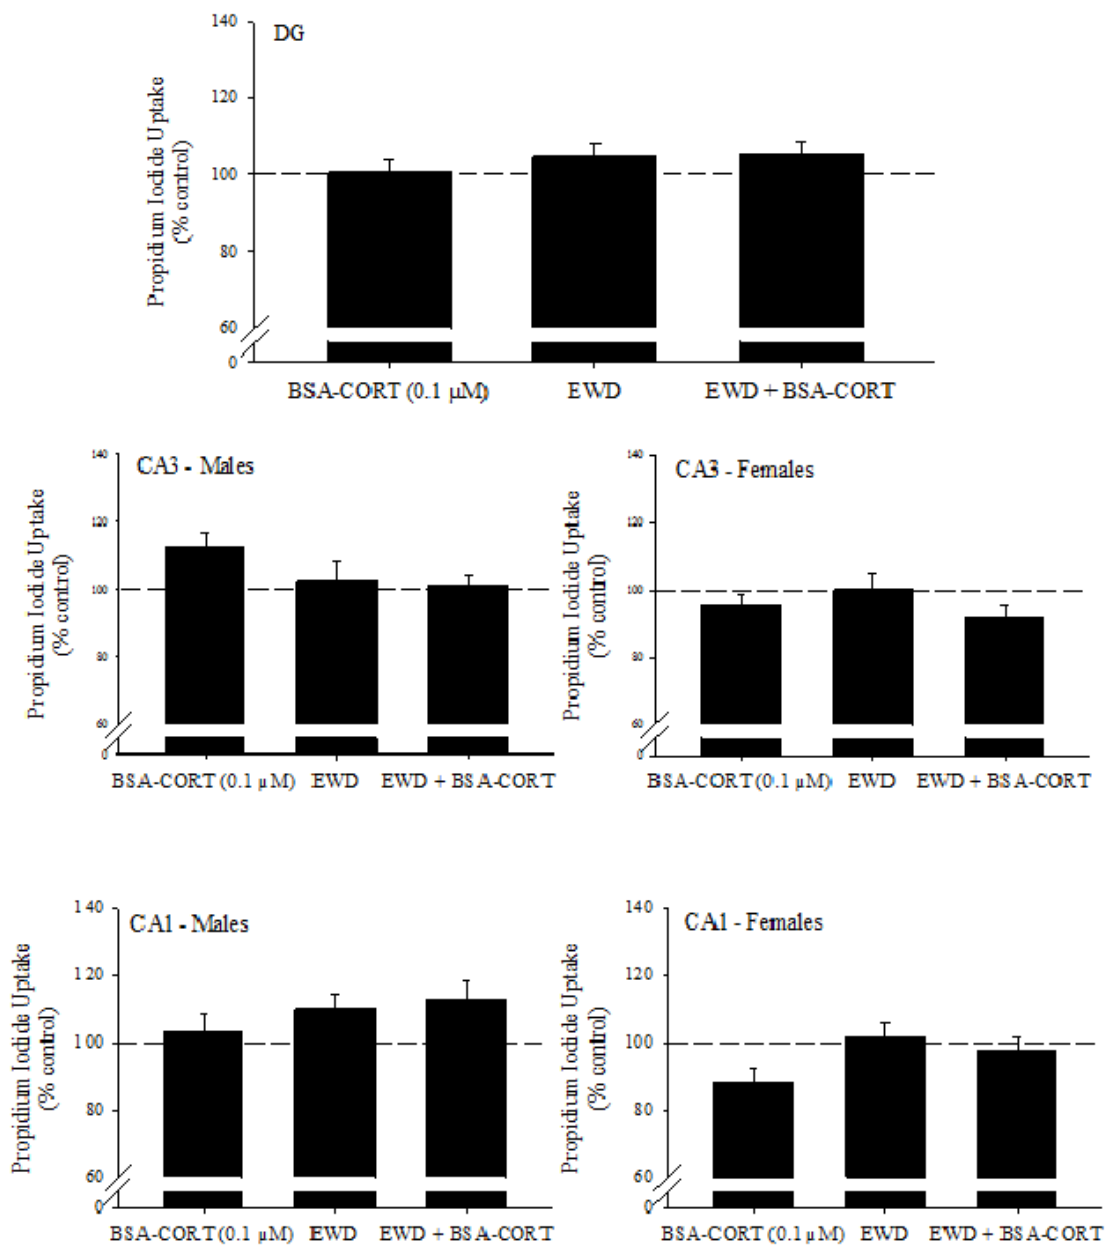 DG
Propidium Iodide Uptake
(% control)
140
120
100
80
60
0
BSA-CORT (0.1 µM) EWD EWD + BSA-CORT
CA3 - Males
Propidium Iodide Uptake
(% control)
140
120
100
80
60
0
BSA-CORT (0.1 µM) EWD EWD + BSA-CORT
CA3 - Females
Propidium Iodide Uptake
(% control)
140
120
100
80
60
0
BSA-CORT (0.1 µM) EWD EWD + BSA-CORT
CA1 - Males
Propidium Iodide Uptake
(% control)
140
120
100
80
60
0
BSA-CORT (0.1 µM) EWD EWD + BSA-CORT
CA1 - Females
Propidium Iodide Uptake
(% control)
140
120
100
80
60
0
BSA-CORT (0.1 µM) EWD EWD + BSA-CORT